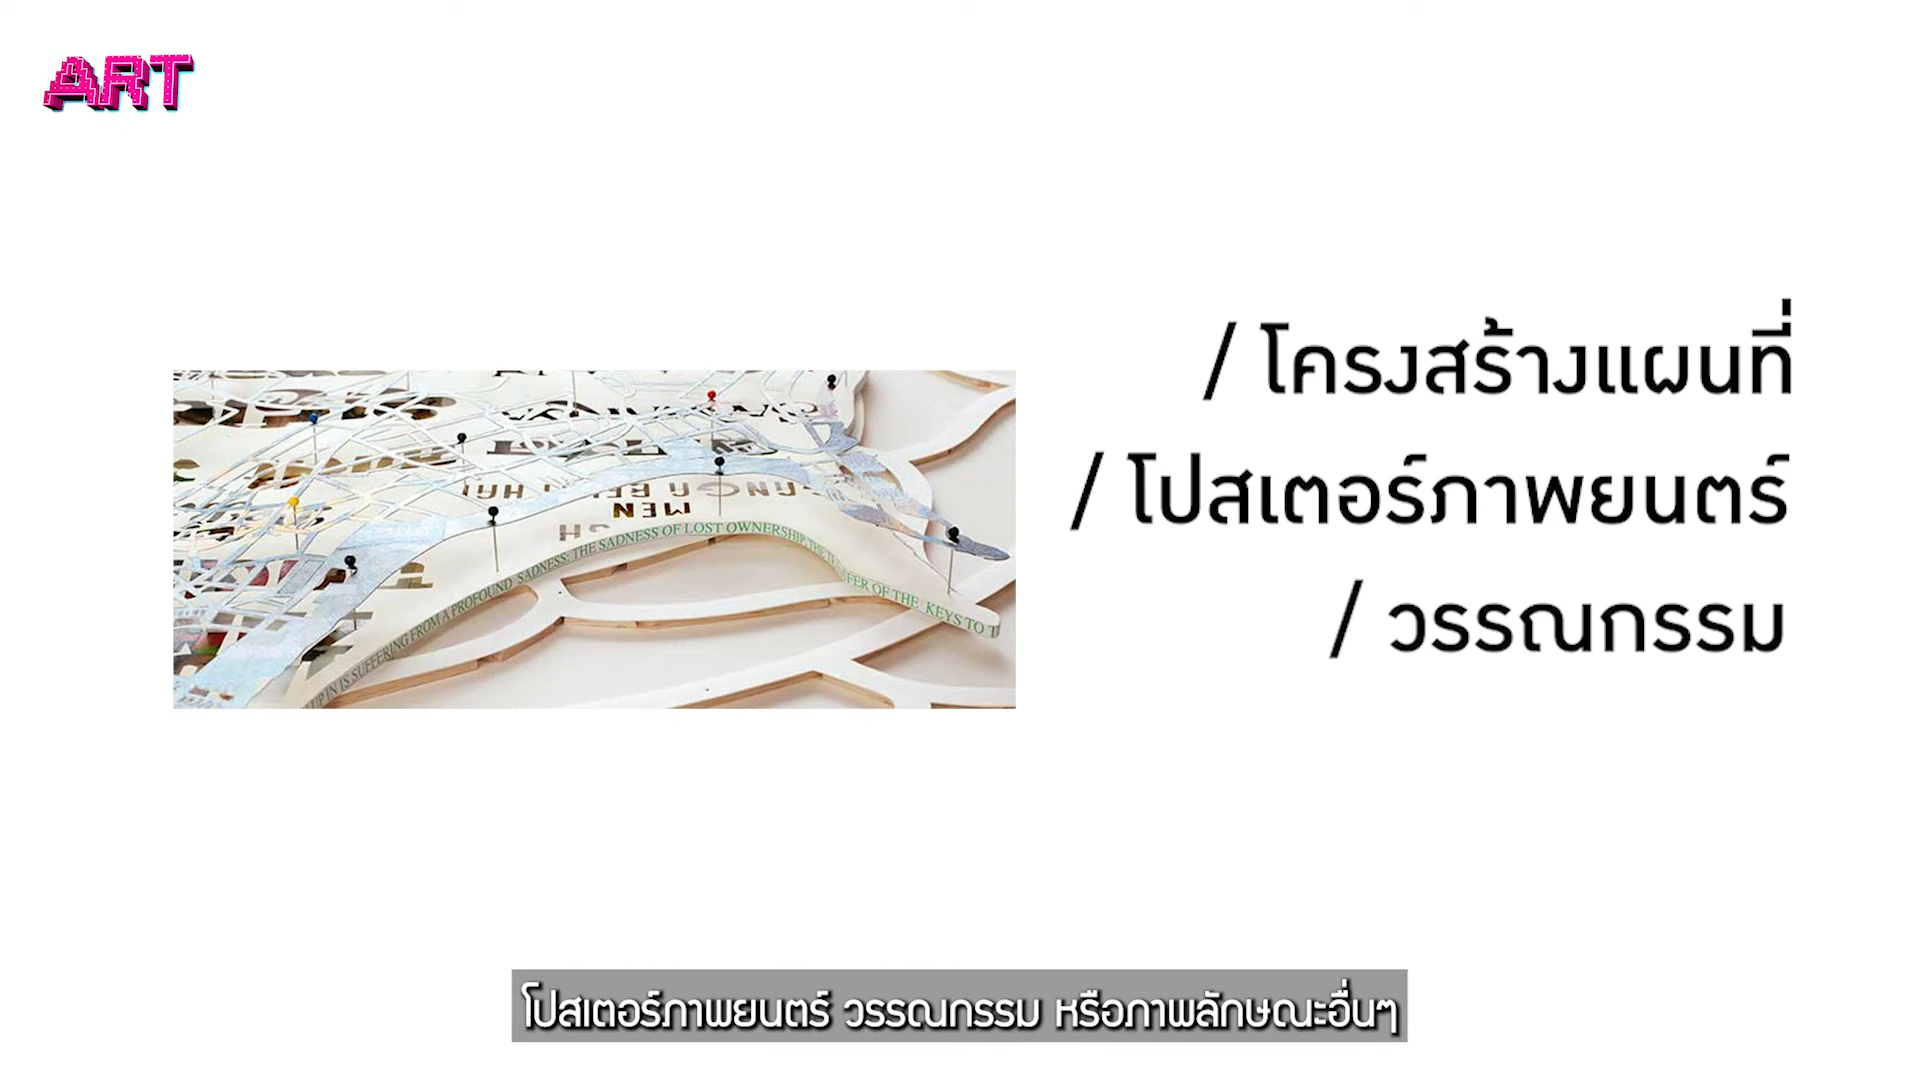 ART
/ โครงสร้างแผนที่
/ โปสเตอร์ภาพยนตร์
/ วรรณกรรม
MEN
UP IN IS SUFFERING FROM A PROFOUND SADNESS: THE SADNESS OF LOST OWNERSHIP, THE TRANSFER OF THE KEYS TO T
โปสเตอร์ภาพยนตร์ วรรณกรรม หรือภาพลักษณะอื่นๆ